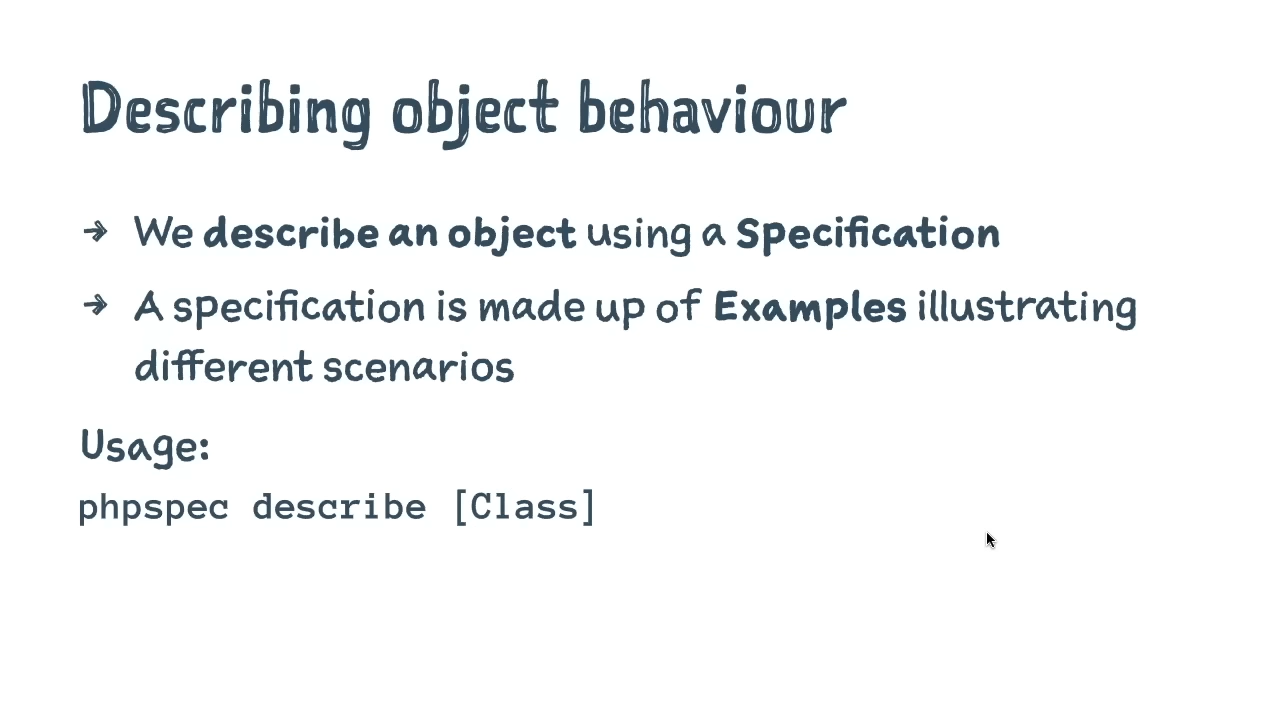 Describing object behaviour
→ We describe an object using a Specification
→ A specification is made up of Examples illustrating
different scenarios
Usage:
phpspec describe [Class]